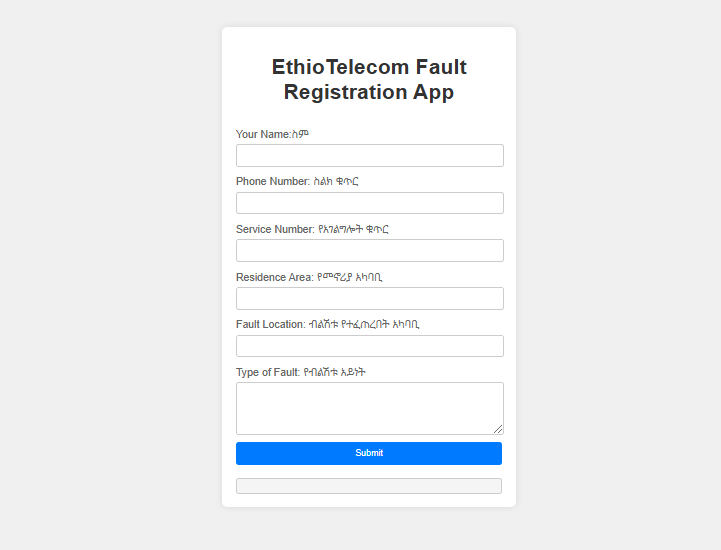 EthioTelecom Fault
Registration App
Your Name:ስም
Phone Number: ስልክ ቁጥር
Service Number: የአገልግሎት ቁጥር
Residence Area: የመኖሪያ አካባቢ
Fault Location: ብልሽቱ የተፈጠረበት አካባቢ
Type of Fault: የብልሽቱ አይነት
Submit